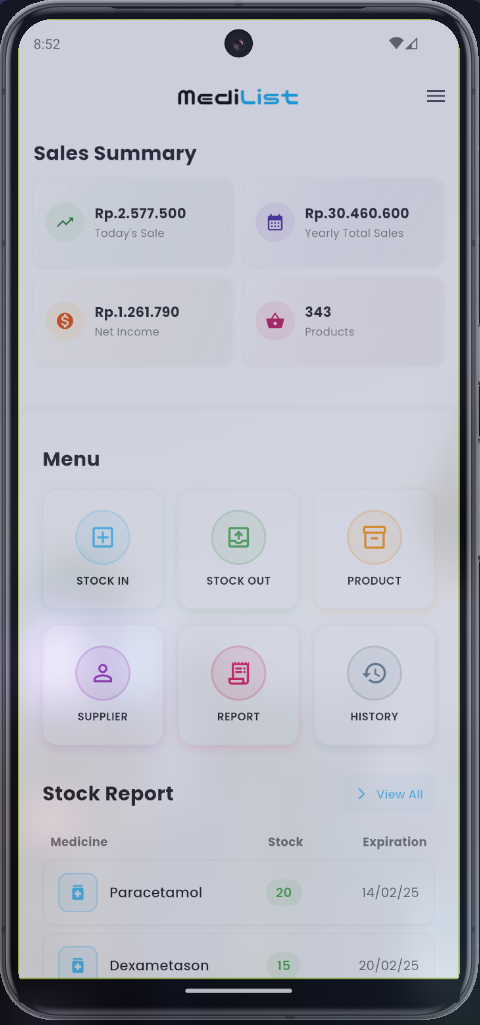 8:52
MediList
Sales Summary
Rp.2.577.500
Today's Sale
Rp.30.460.600
Yearly Total Sales
Rp.1.261.790
Net Income
343
Products
Menu
STOCK IN
STOCK OUT
PRODUCT
SUPPLIER
REPORT
HISTORY
Stock Report
View All
Medicine Stock Expiration
Paracetamol 20 14/02/25
Dexametason 15 20/02/25